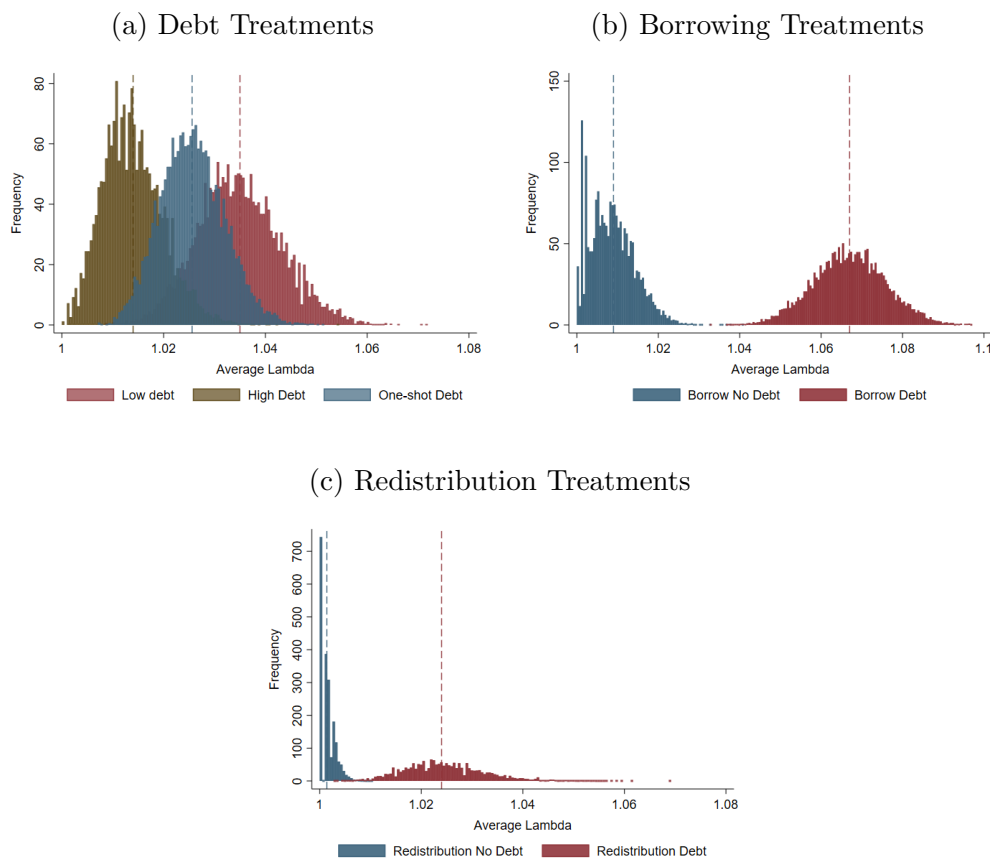 (a) Debt Treatments
(b) Borrowing Treatments
80
60
40
20
0
Frequency
1 1.02 1.04 1.06 1.08
Average Lambda
Low debt High Debt One-shot Debt
150
100
50
0
Frequency
1 1.02 1.04 1.06 1.08 1.1
Average Lambda
Borrow No Debt Borrow Debt
(c) Redistribution Treatments
700
600
500
400
300
200
100
0
Frequency
1 1.02 1.04 1.06 1.08
Average Lambda
Redistribution No Debt Redistribution Debt